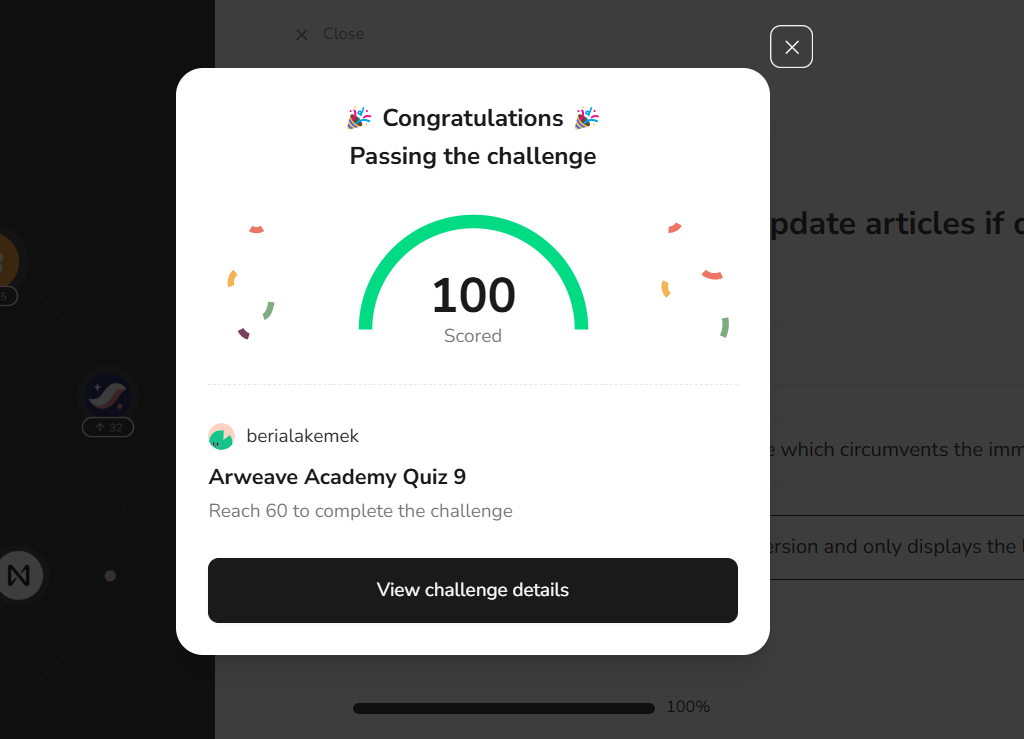 Close
Congratulations
Passing the challenge
pdate articles if
100
Scored
5
32
berialakemek
e which circumvents the imm
Arweave Academy Quiz 9
Reach 60 to complete the challenge
ersion and only displays the
View challenge details
100%